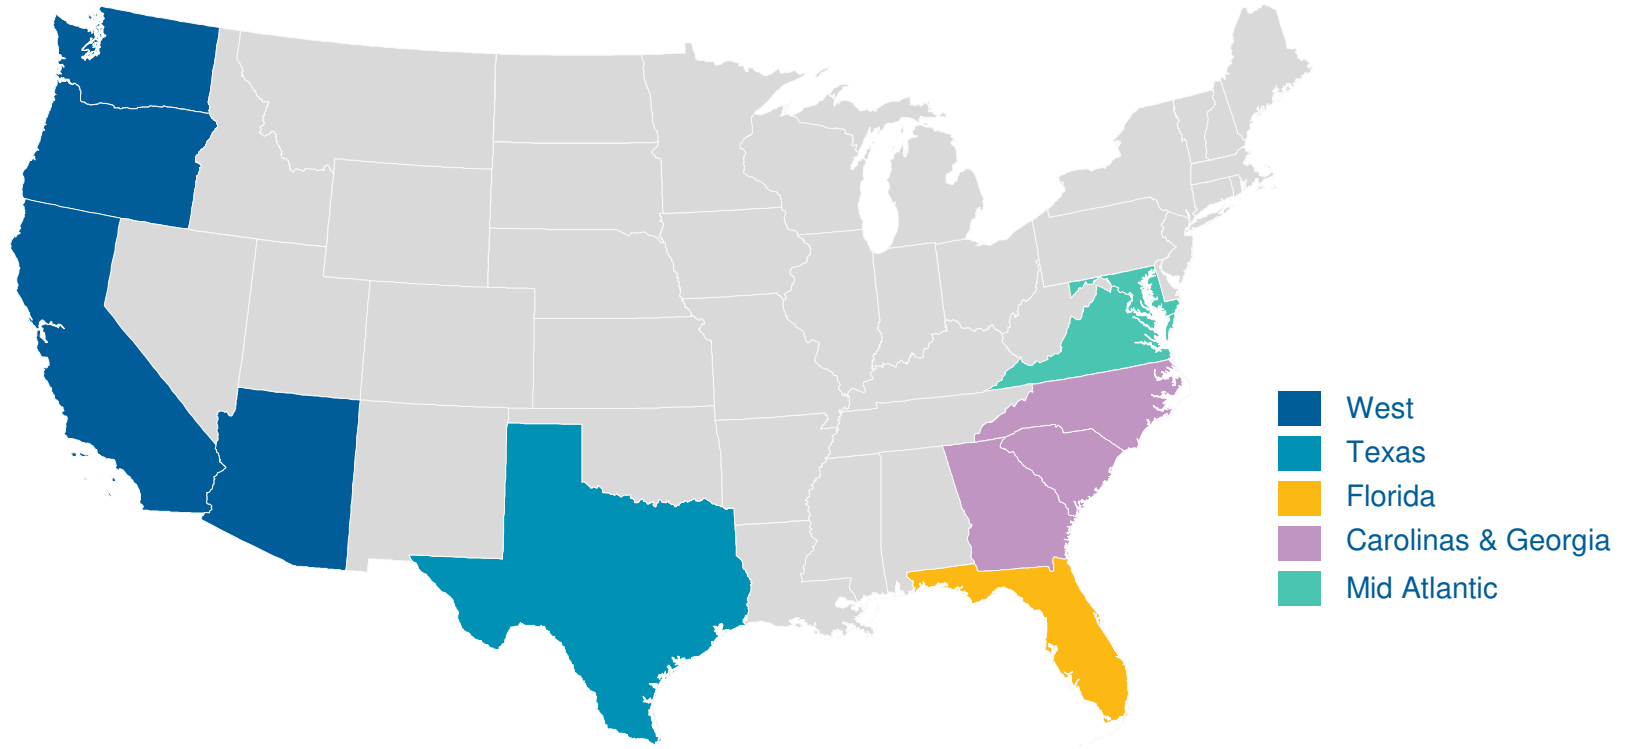 West
Texas
Florida
Carolinas & Georgia
Mid Atlantic